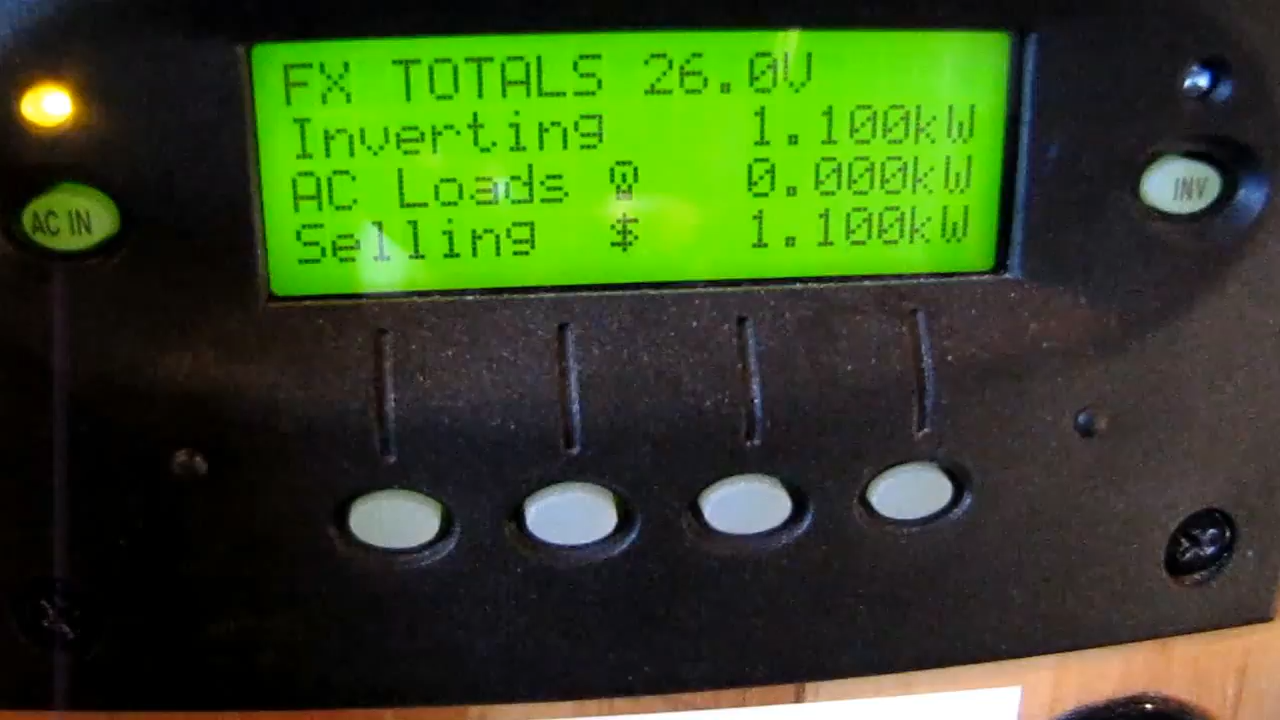 FX TOTALS 26.0V
Inverting 1.100kW
AC Loads 0.000kW
Selling $ 1.100kW
AC IN
INV